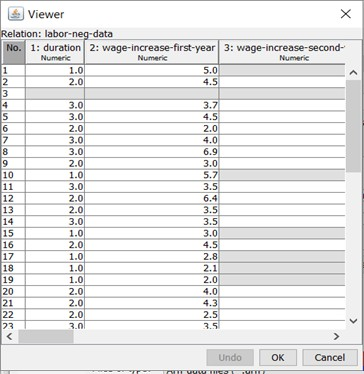 Viewer
Relation: labor-neg-data
No. 1: duration 2: wage-increase-first-year 3: wage-increase-second-
Numeric Numeric Numeric
1 1.0 5.0
2 2.0 4.5
3
4 3.0 3.7
5 3.0 4.5
6 2.0 2.0
7 3.0 4.0
8 3.0 6.9
9 2.0 3.0
10 1.0 5.7
11 3.0 3.5
12 2.0 6.4
13 2.0 3.5
14 3.0 3.5
15 1.0 3.0
16 2.0 4.5
17 1.0 2.8
18 1.0 2.1
19 1.0 2.0
20 2.0 4.0
21 2.0 4.3
22 2.0 2.5
23 3.0 3.5
Undo OK Cancel